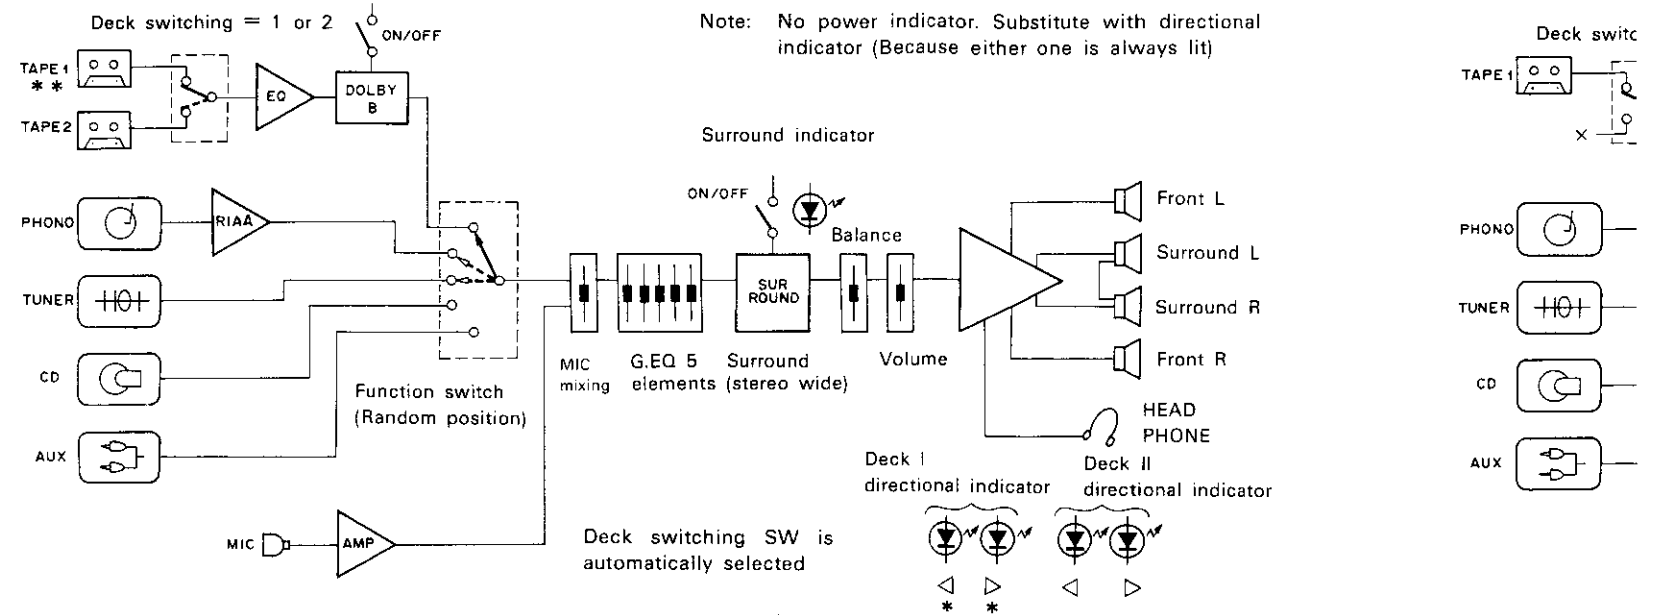 Deck switching = 1 or 2
ON/OFF
Note: No power indicator. Substitute with directional
indicator (Because either one is always lit)
TAPE 1
**
TAPE2
EQ
DOLBY
B
Surround indicator
ON/OFF
PHONO
RIAA
TUNER
CD
AUX
Function switch
(Random position)
MIC
mixing
G.EQ 5
elements
SUR
ROUND
Surround
(stereo wide)
Balance
Volume
Front L
Surround L
Surround R
Front R
HEAD
PHONE
MIC
AMP
Deck switching SW is
automatically selected
Deck I
directional indicator
Deck II
directional indicator
* *
Deck switc
TAPE 1
×
PHONO
TUNER
CD
AUX